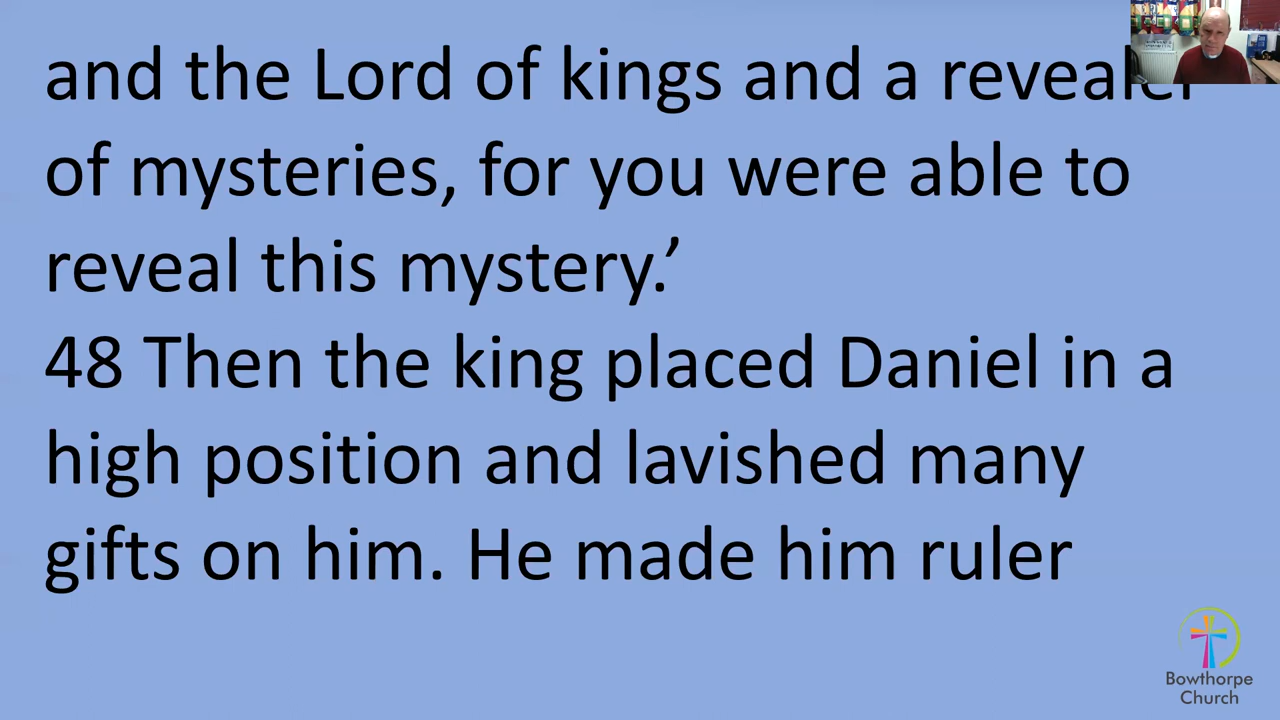 and the Lord of kings and a revealer
of mysteries, for you were able to
reveal this mystery.’
48 Then the king placed Daniel in a
high position and lavished many
gifts on him. He made him ruler
Bowthorpe
Church